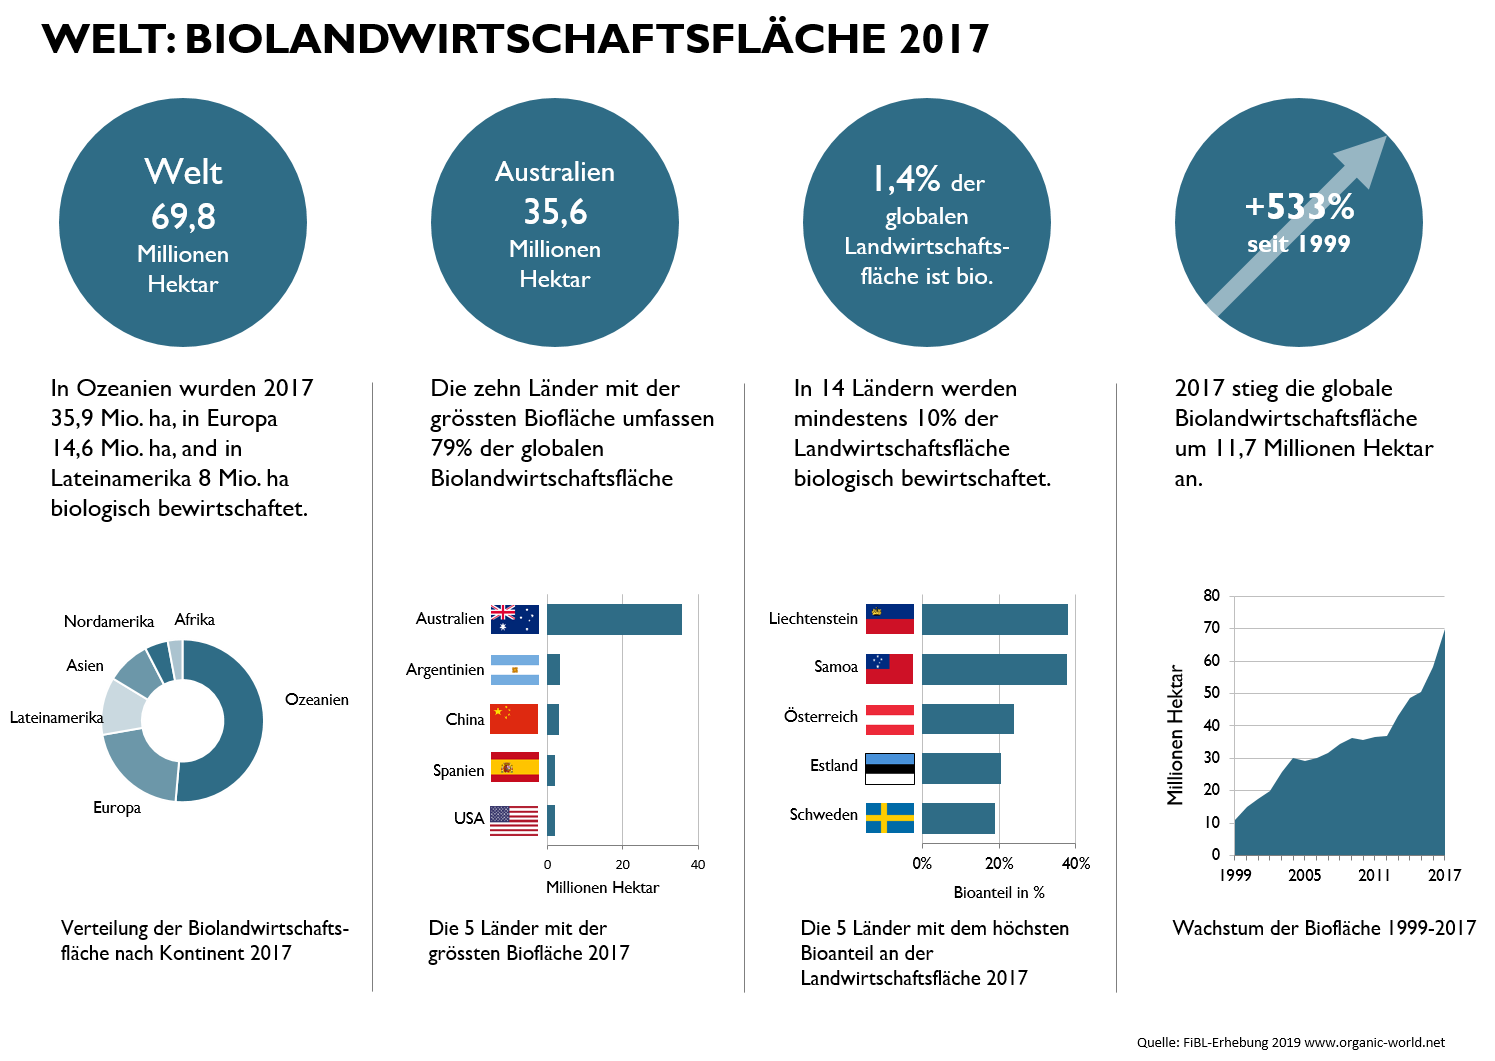 WELT: BIOLANDWIRTSCHAFTSFLÄCHE 2017
Welt
69,8
Millionen
Hektar
Australien
35,6
Millionen
Hektar
1,4% der
globalen
Landwirtschafts-
fläche ist bio.
+533%
seit 1999
In Ozeanien wurden 2017
35,9 Mio. ha, in Europa
14,6 Mio. ha, and in
Lateinamerika 8 Mio. ha
biologisch bewirtschaftet.
Die zehn Länder mit der
grössten Biofläche umfassen
79% der globalen
Biolandwirtschaftsfläche
In 14 Ländern werden
mindestens 10% der
Landwirtschaftsfläche
biologisch bewirtschaftet.
2017 stieg die globale
Biolandwirtschaftsfläche
um 11,7 Millionen Hektar
an.
Nordamerika
Afrika
Asien
Ozeanien
Lateinamerika
Europa
Verteilung der Biolandwirtschafts-
fläche nach Kontinent 2017
Australien
Argentinien
China
Spanien
USA
0 20 40
Millionen Hektar
Die 5 Länder mit der
grössten Biofläche 2017
Liechtenstein
Samoa
Österreich
Estland
Schweden
0% 20% 40%
Bioanteil in %
Die 5 Länder mit dem höchsten
Bioanteil an der
Landwirtschaftsfläche 2017
Millionen Hektar
80
70
60
50
40
30
20
10
0
1999 2005 2011 2017
Wachstum der Biofläche 1999-2017
Quelle: FiBL-Erhebung 2019 www.organic-world.net